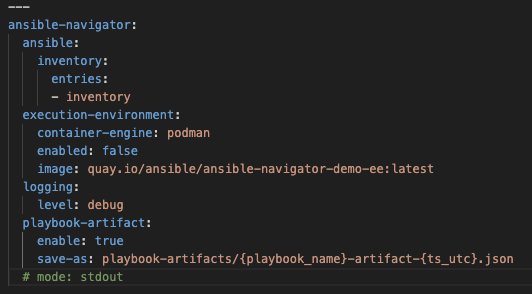 ---
ansible-navigator:
  ansible:
    inventory:
      entries:
      - inventory
  execution-environment:
    container-engine: podman
    enabled: false
    image: quay.io/ansible/ansible-navigator-demo-ee:latest
  logging:
    level: debug
  playbook-artifact:
    enable: true
    save-as: playbook-artifacts/{playbook_name}-artifact-{ts_utc}.json
  # mode: stdout